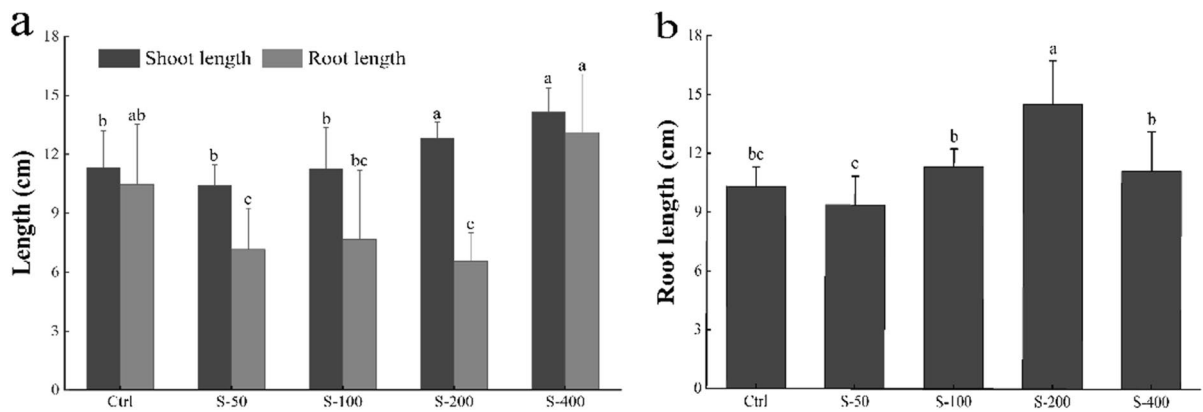 a
Shoot length Root length
Length (cm)
18
15
12
9
6
3
0
b ab
b c
b bc
a c
a a
Ctrl S-50 S-100 S-200 S-400
b
Root length (cm)
18
15
12
9
6
3
0
bc
c
b
a
b
Ctrl S-50 S-100 S-200 S-400